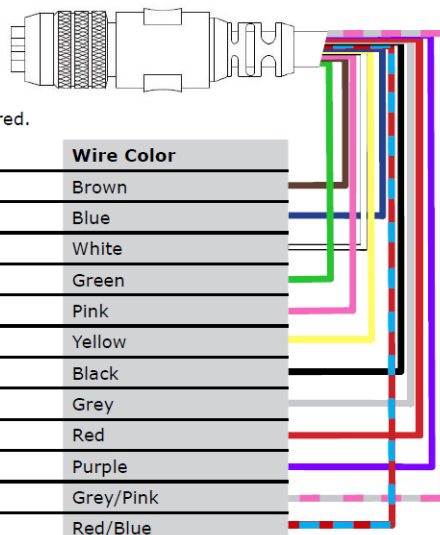 red.
Wire Color
Brown
Blue
White
Green
Pink
Yellow
Black
Grey
Red
Purple
Grey/Pink
Red/Blue